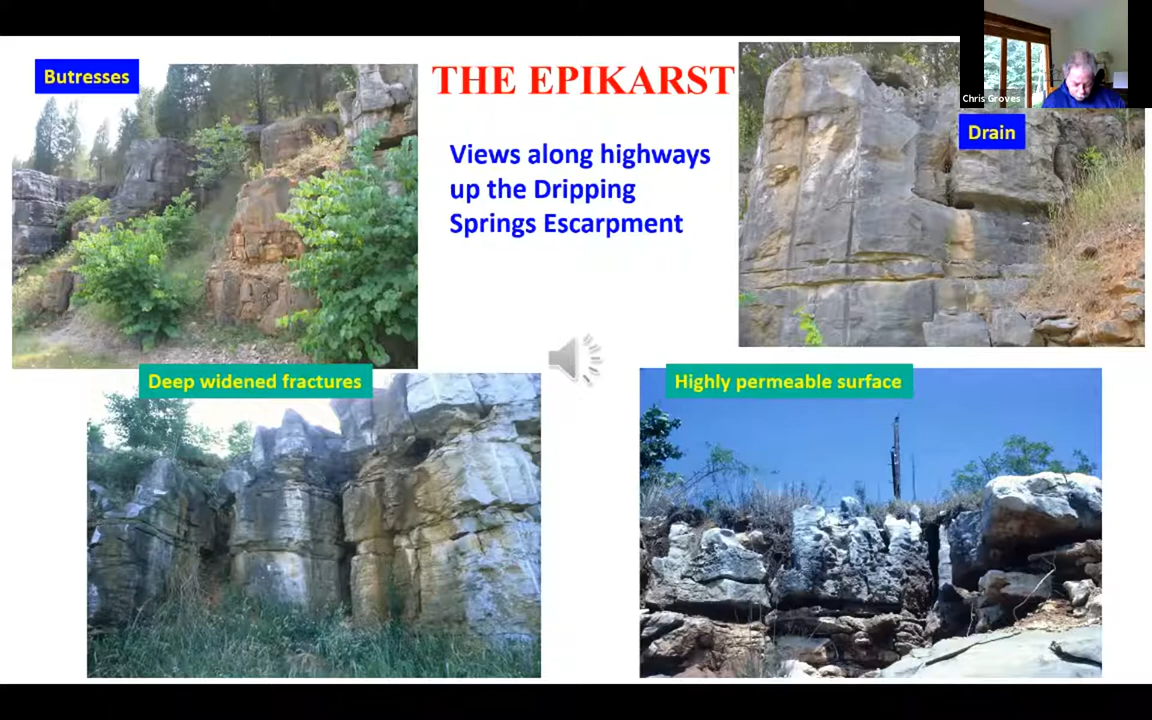 Butresses
THE EPIKARST
Views along highways
up the Dripping
Springs Escarpment
Chris Groves
Drain
Deep widened fractures
Highly permeable surface